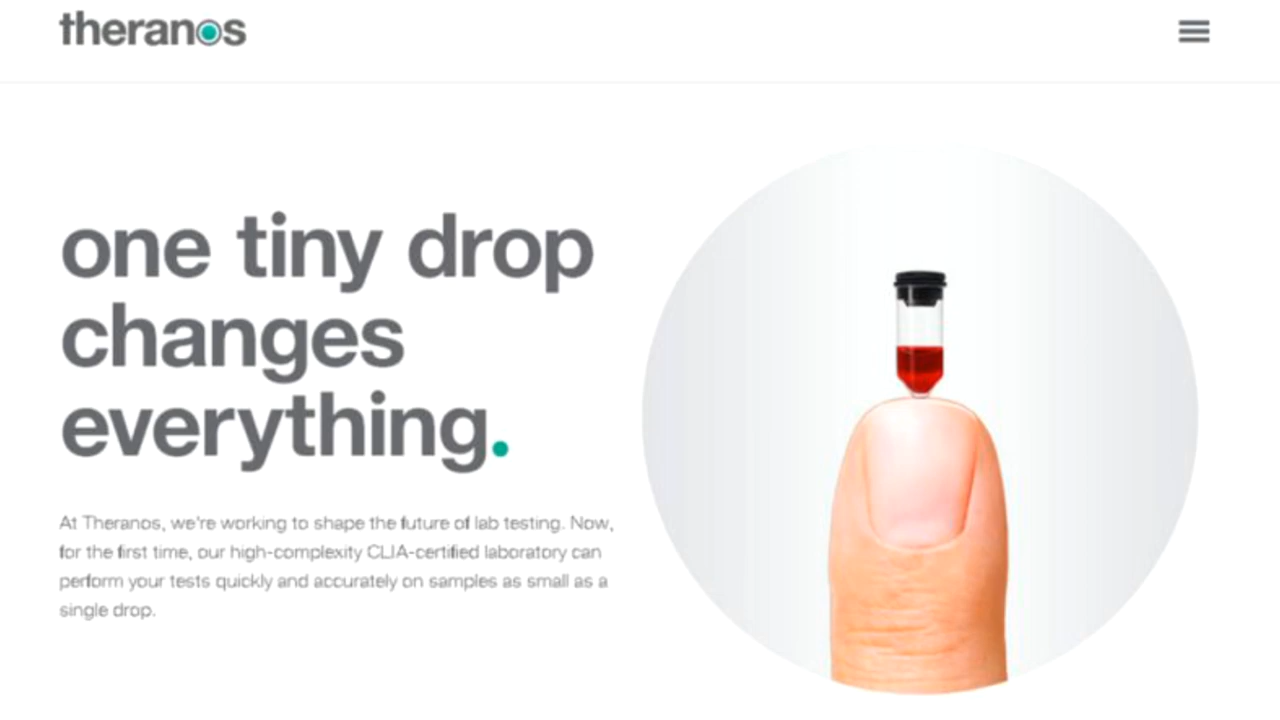 theranos
one tiny drop
changes
everything.
At Theranos, we're working to shape the future of lab testing. Now,
for the first time, our high-complexity CLIA-certified laboratory can
perform your tests quickly and accurately on samples as small as a
single drop.